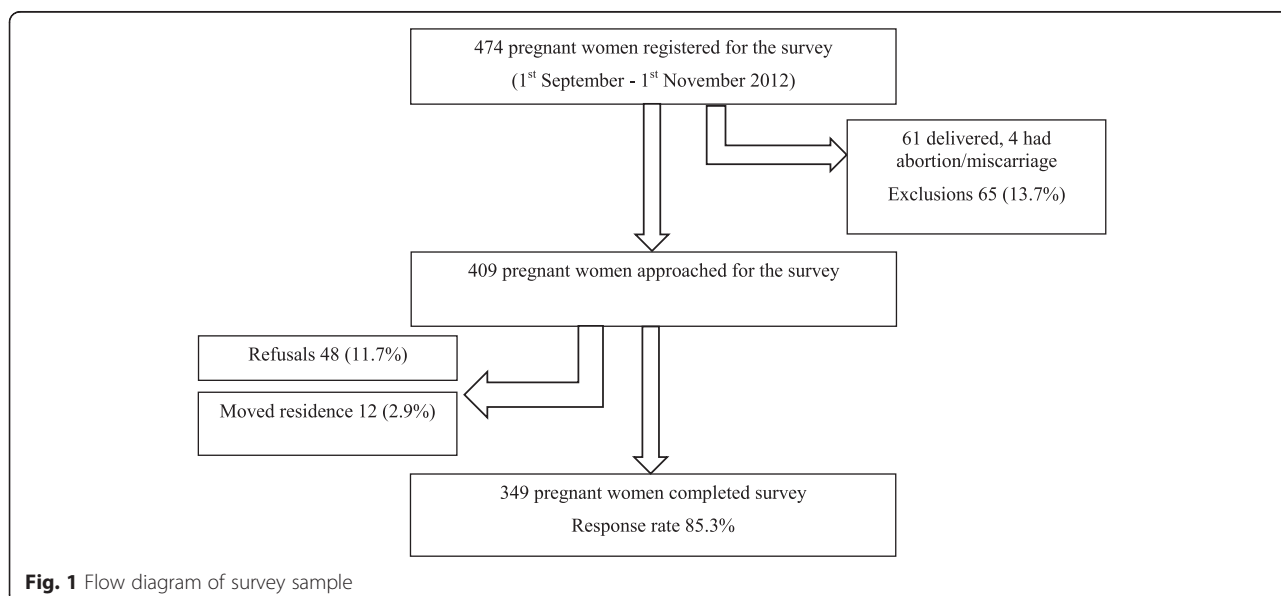 474 pregnant women registered for the survey
(1st September - 1st November 2012)
61 delivered, 4 had
abortion/miscarriage
Exclusions 65 (13.7%)
409 pregnant women approached for the survey
Refusals 48 (11.7%)
Moved residence 12 (2.9%)
349 pregnant women completed survey
Response rate 85.3%
Fig. 1 Flow diagram of survey sample